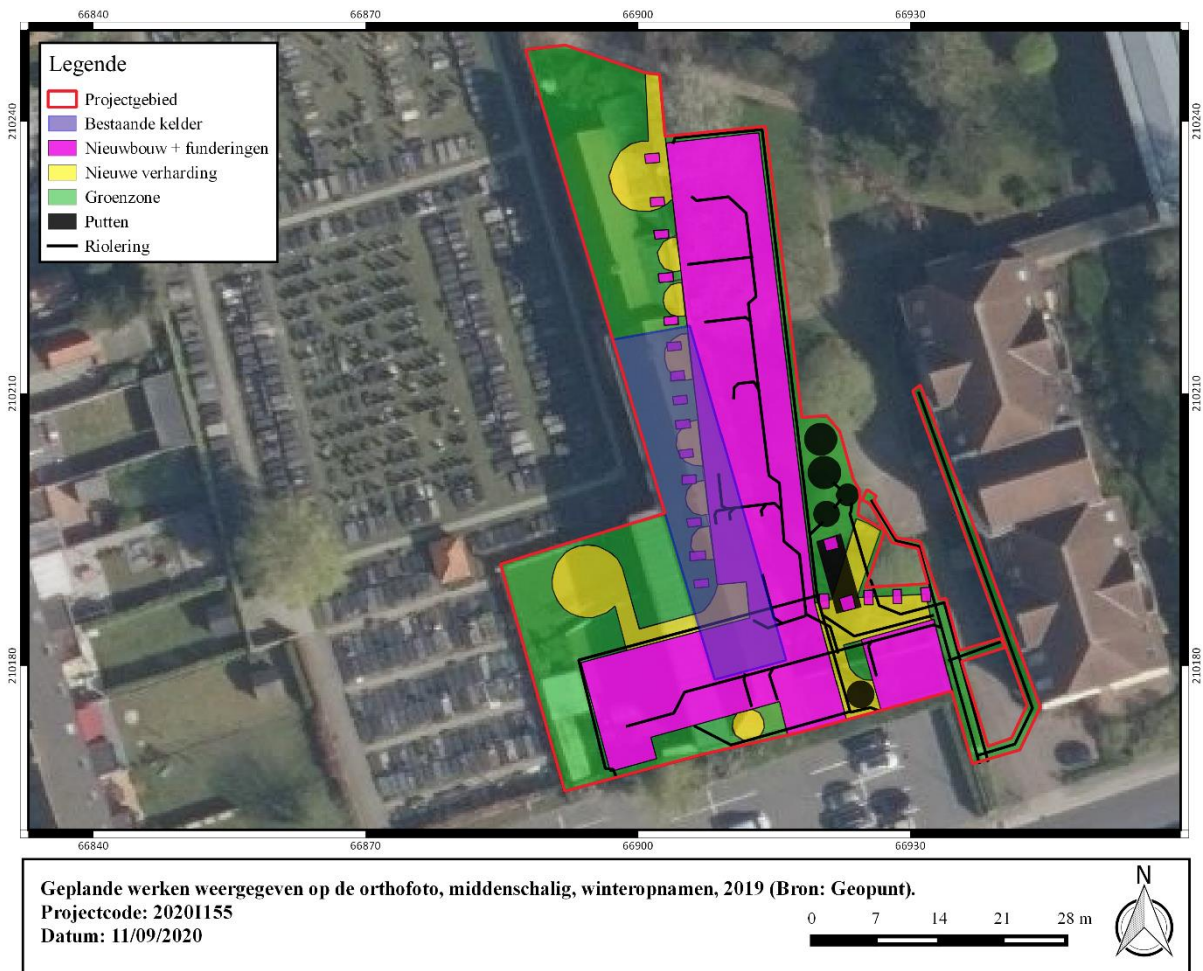 66840 66870 66900 66930
Legende
Projectgebied
Bestaande kelder
Nieuwbouw + funderingen
Nieuwe verharding
Groenzone
Putten
Riolering
210240 210240
210210 210210
210180 210180
66840 66870 66900 66930
Geplande werken weergegeven op de orthofoto, middenschalig, winteropnamen, 2019 (Bron: Geopunt).
Projectcode: 2020I155
Datum: 11/09/2020
0 7 14 21 28 m
N